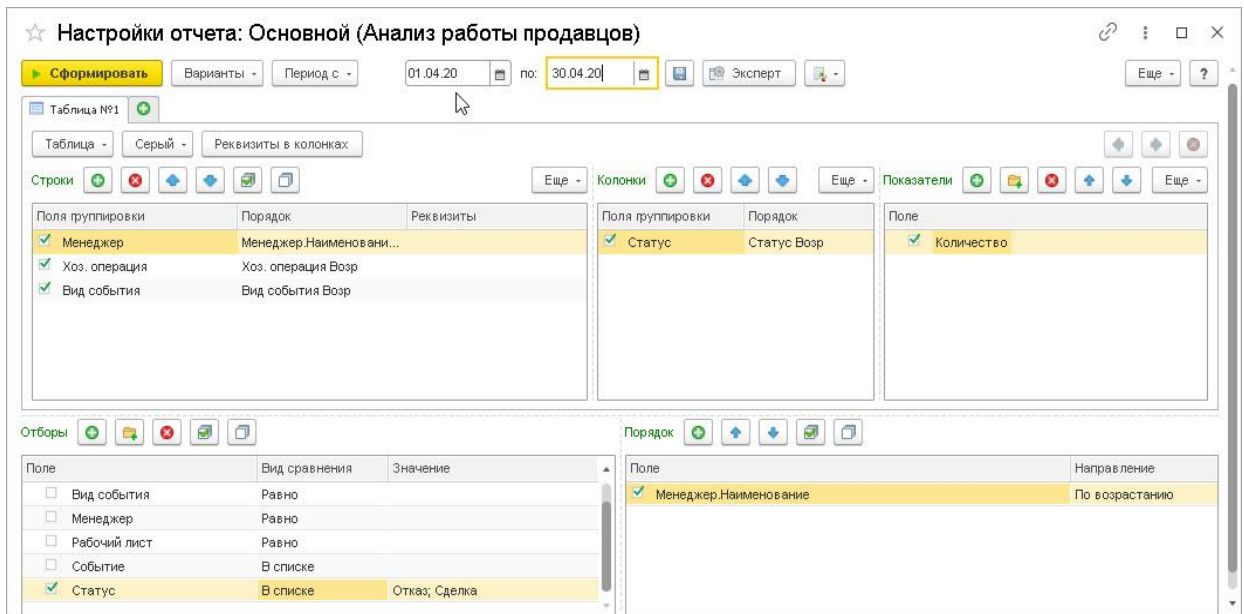 Настройки отчета: Основной (Анализ работы продавцов)
Сформировать Варианты Период с 01.04.20 по: 30.04.20 Эксперт Еще ?
Таблица №1
Таблица Серый Реквизиты в колонках
Строки Еще Колонки Еще Показатели Еще
Поля группировки Порядок Реквизиты Поля группировки Порядок Поле
Менеджер Менеджер.Наименовани... Статус Статус Возр Количество
Хоз. операция Хоз. операция Возр
Вид события Вид события Возр
Отборы Порядок
Поле Вид сравнения Значение Поле Направление
Вид события Равно Менеджер.Наименование По возрастанию
Менеджер Равно
Рабочий лист Равно
Событие В списке
Статус В списке Отказ; Сделка